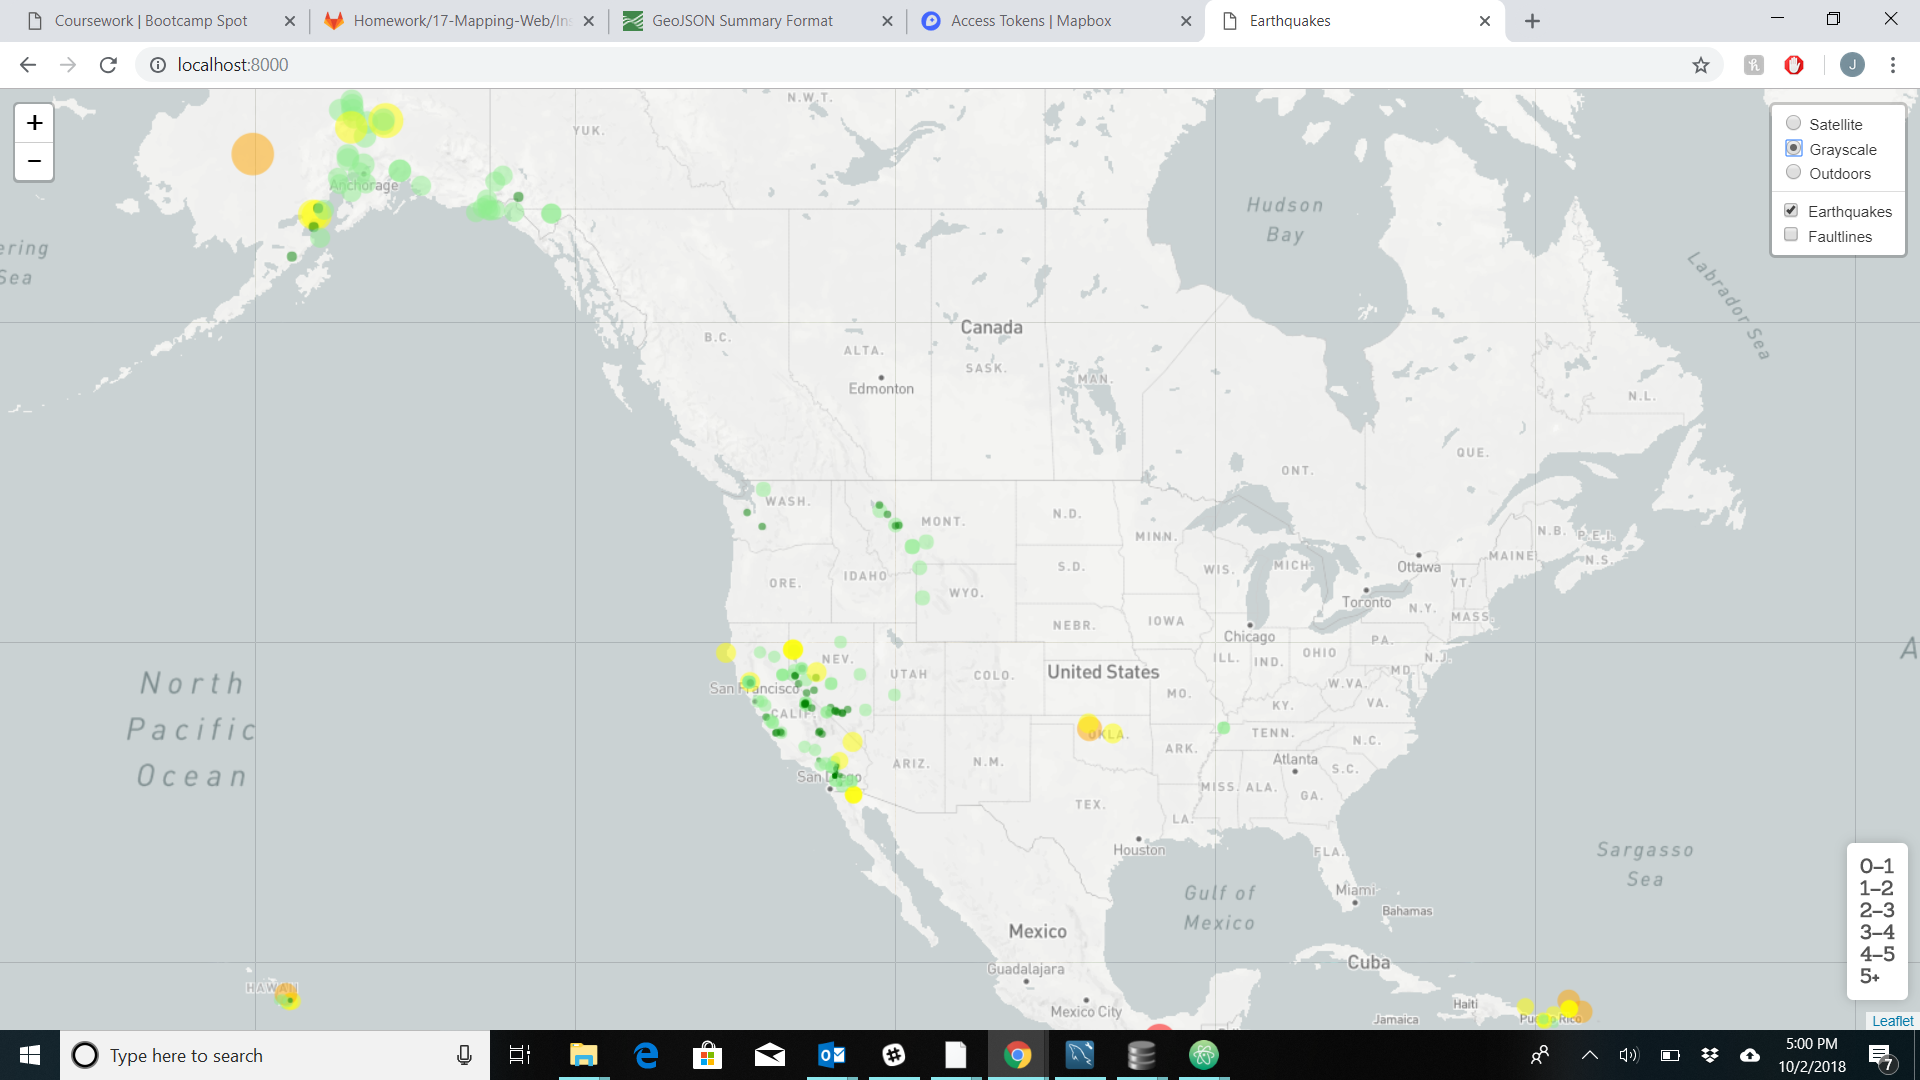 Coursework | Bootcamp Spot
Homework/17-Mapping-Web/Ins
GeoJSON Summary Format
Access Tokens | Mapbox
Earthquakes
localhost:8000
J
+
−
Satellite
Grayscale
Outdoors
Earthquakes
Faultlines
N.W.T.
YUK.
Anchorage
ering
Sea
Hudson
Bay
Labrador Sea
Canada
B.C.
ALTA.
SASK.
MAN.
Edmonton
N.L.
ONT.
QUE.
WASH.
MONT.
N.D.
MINN.
N.B.
P.E.I.
N.S.
MAINE
Ottawa
ORE.
IDAHO
WYO.
S.D.
WIS.
MICH.
VT.
Toronto
N.Y.
MASS.
NEBR.
IOWA
Chicago
PA.
NEV.
UTAH
COLO.
United States
ILL.
IND.
OHIO
N.J.
MD.
W.VA.
VA.
San Francisco
CALIF.
MO.
KY.
North
Pacific
Ocean
A
OKLA.
TENN.
N.C.
ARIZ.
N.M.
ARK.
Atlanta
S.C.
San Diego
MISS.
ALA.
GA.
TEX.
LA.
Houston
FLA.
Sargasso
Sea
Miami
Bahamas
Gulf of
Mexico
Mexico
Cuba
Guadalajara
HAWAII
Mexico City
Haiti
Jamaica
Puerto Rico
0–1
1–2
2–3
3–4
4–5
5+
Leaflet
Type here to search
5:00 PM
10/2/2018
7